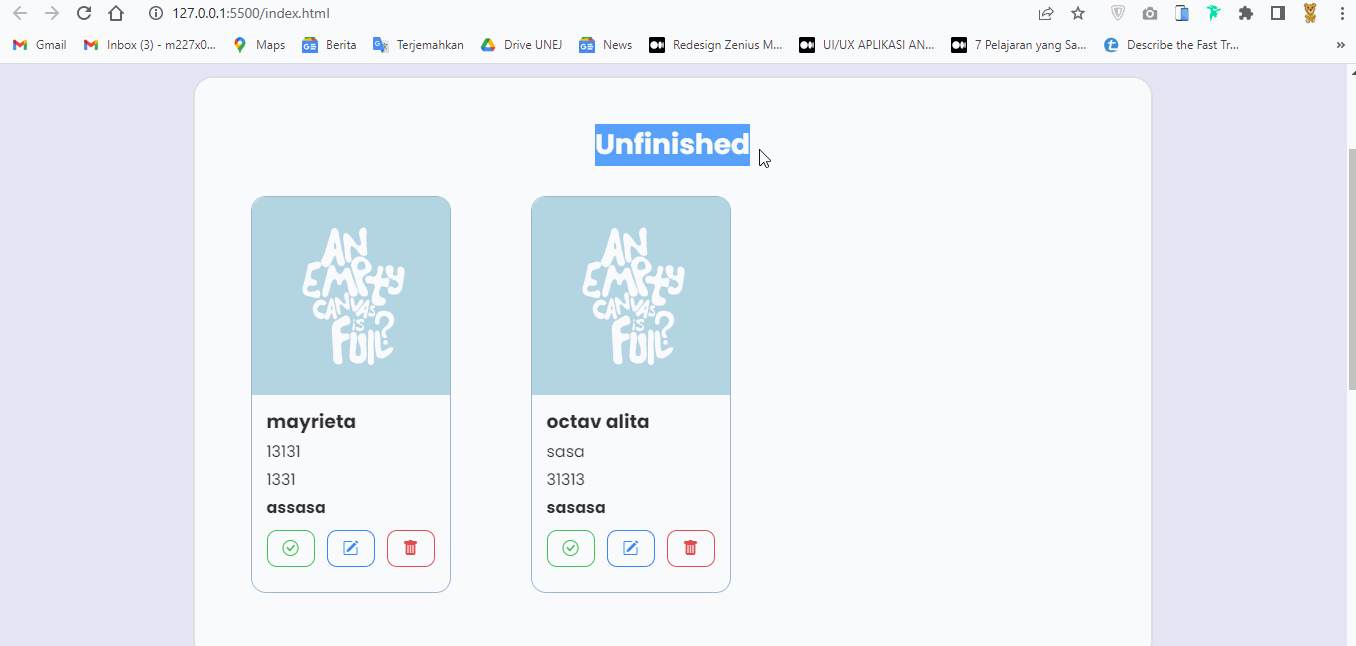 127.0.0.1:5500/index.html
Gmail
Inbox (3) - m227x0...
Maps
Berita
Terjemahkan
Drive UNEJ
News
Redesign Zenius M...
UI/UX APLIKASI AN...
7 Pelajaran yang Sa...
Describe the Fast Tr...
»
Unfinished
AN
EMPty
CANVAS
is
FUll?
mayrieta
13131
1331
assasa
AN
EMPty
CANVAS
is
FUll?
octav alita
sasa
31313
sasasa